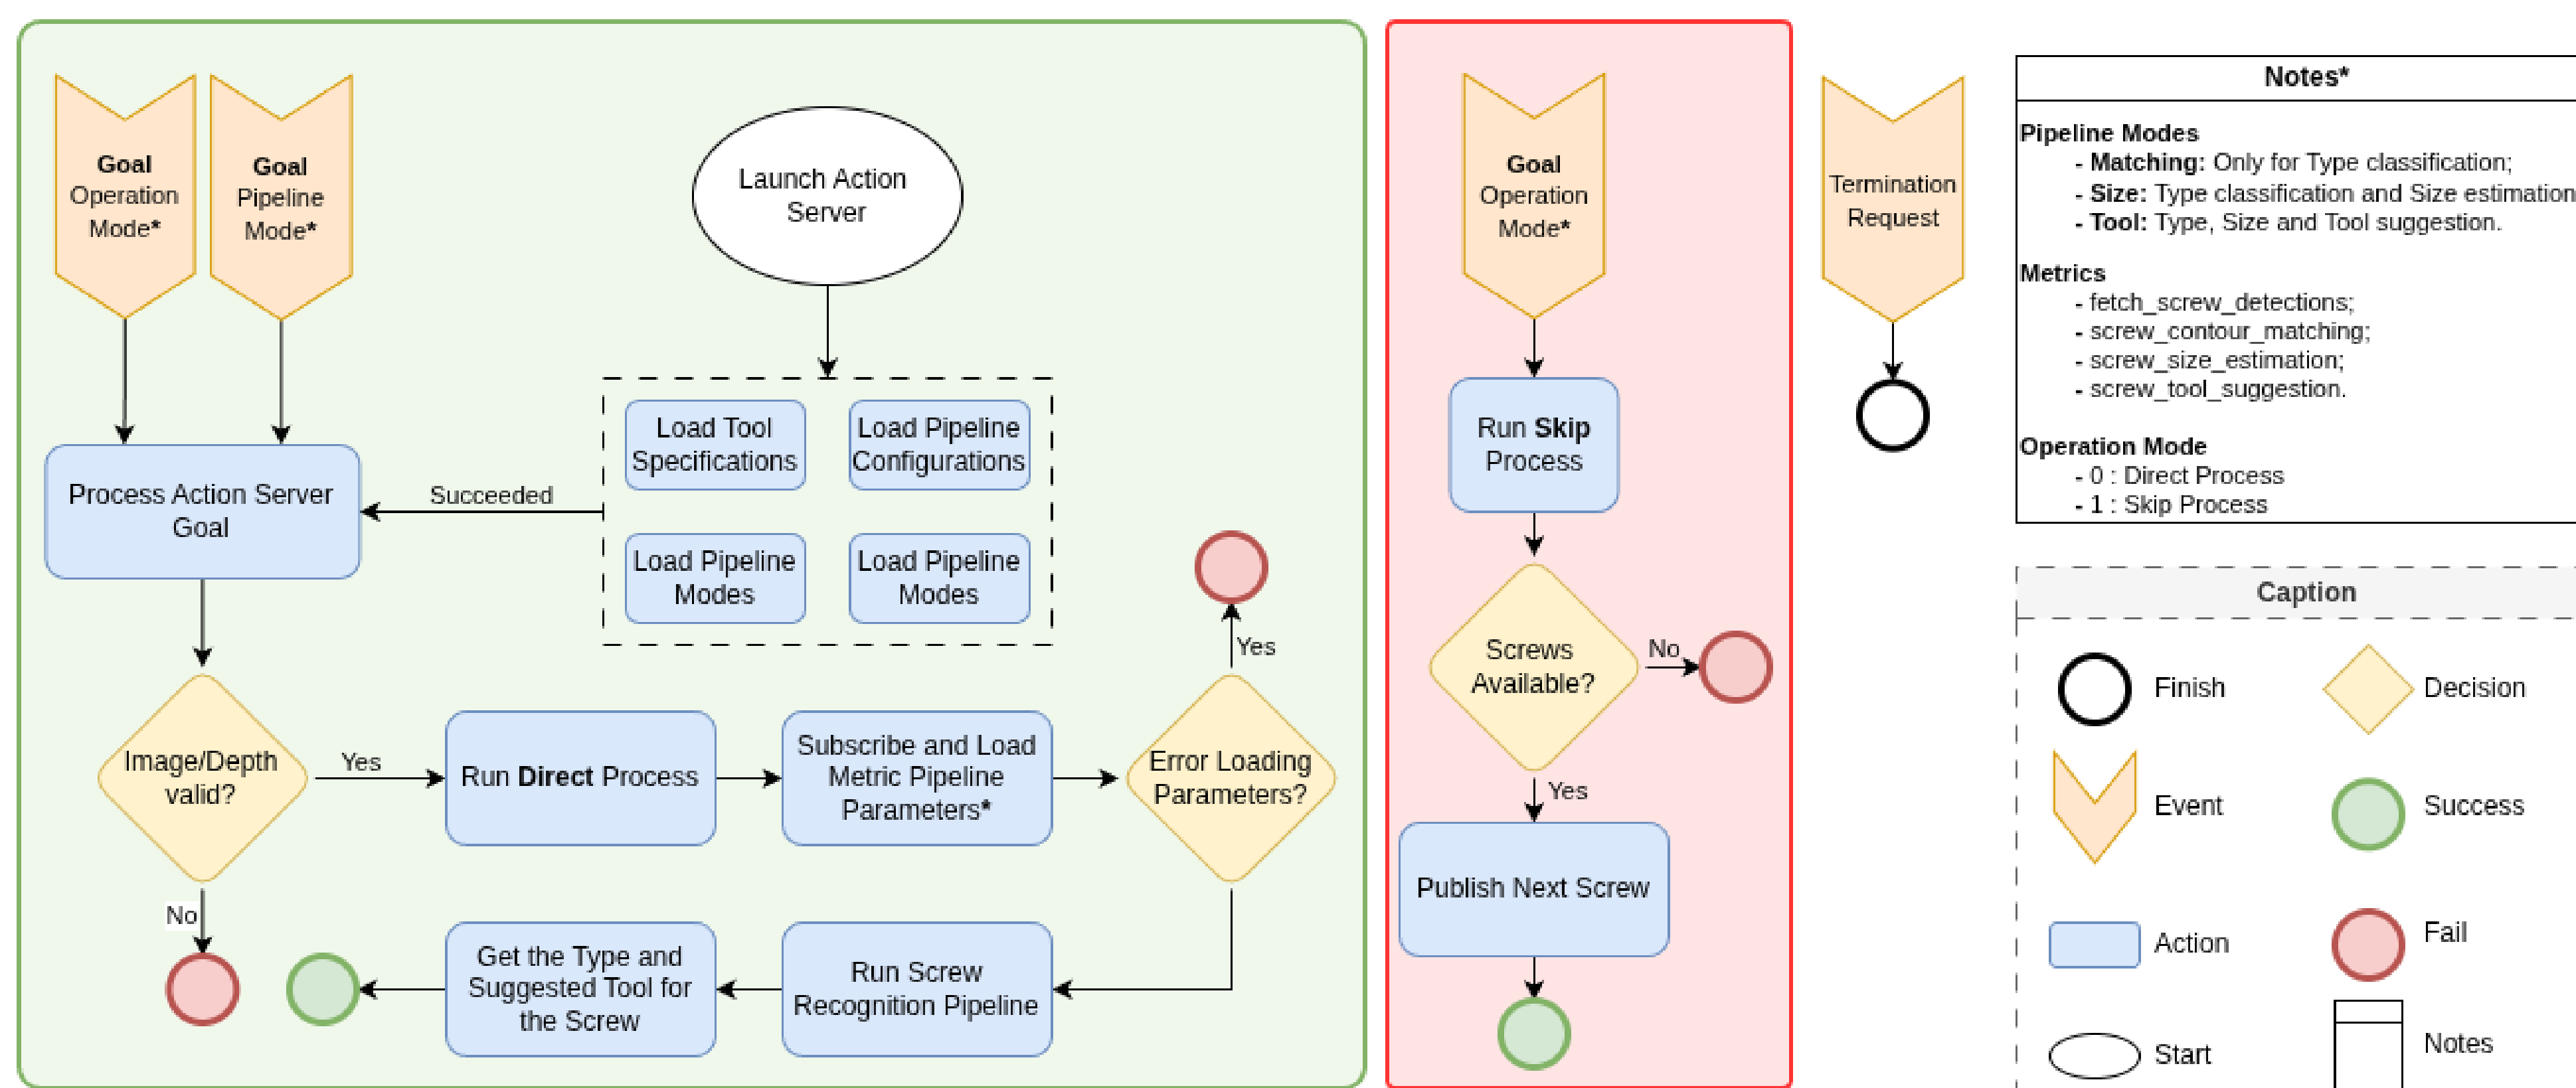 Goal
Operation
Mode*
Goal
Pipeline
Mode*
Launch Action
Server
Process Action Server
Goal
Succeeded
Load Tool
Specifications
Load Pipeline
Configurations
Load Pipeline
Modes
Load Pipeline
Modes
Image/Depth
valid?
Yes
No
Run Direct Process
Subscribe and Load
Metric Pipeline
Parameters*
Error Loading
Parameters?
Yes
Run Screw
Recognition Pipeline
Get the Type and
Suggested Tool for
the Screw
Goal
Operation
Mode*
Run Skip
Process
Screws
Available?
No
Yes
Publish Next Screw
Termination
Request
Notes*
Pipeline Modes
- Matching: Only for Type classification;
- Size: Type classification and Size estimation
- Tool: Type, Size and Tool suggestion.
Metrics
- fetch_screw_detections;
- screw_contour_matching;
- screw_size_estimation;
- screw_tool_suggestion.
Operation Mode
- 0 : Direct Process
- 1 : Skip Process
Caption
Finish
Decision
Event
Success
Action
Fail
Start
Notes